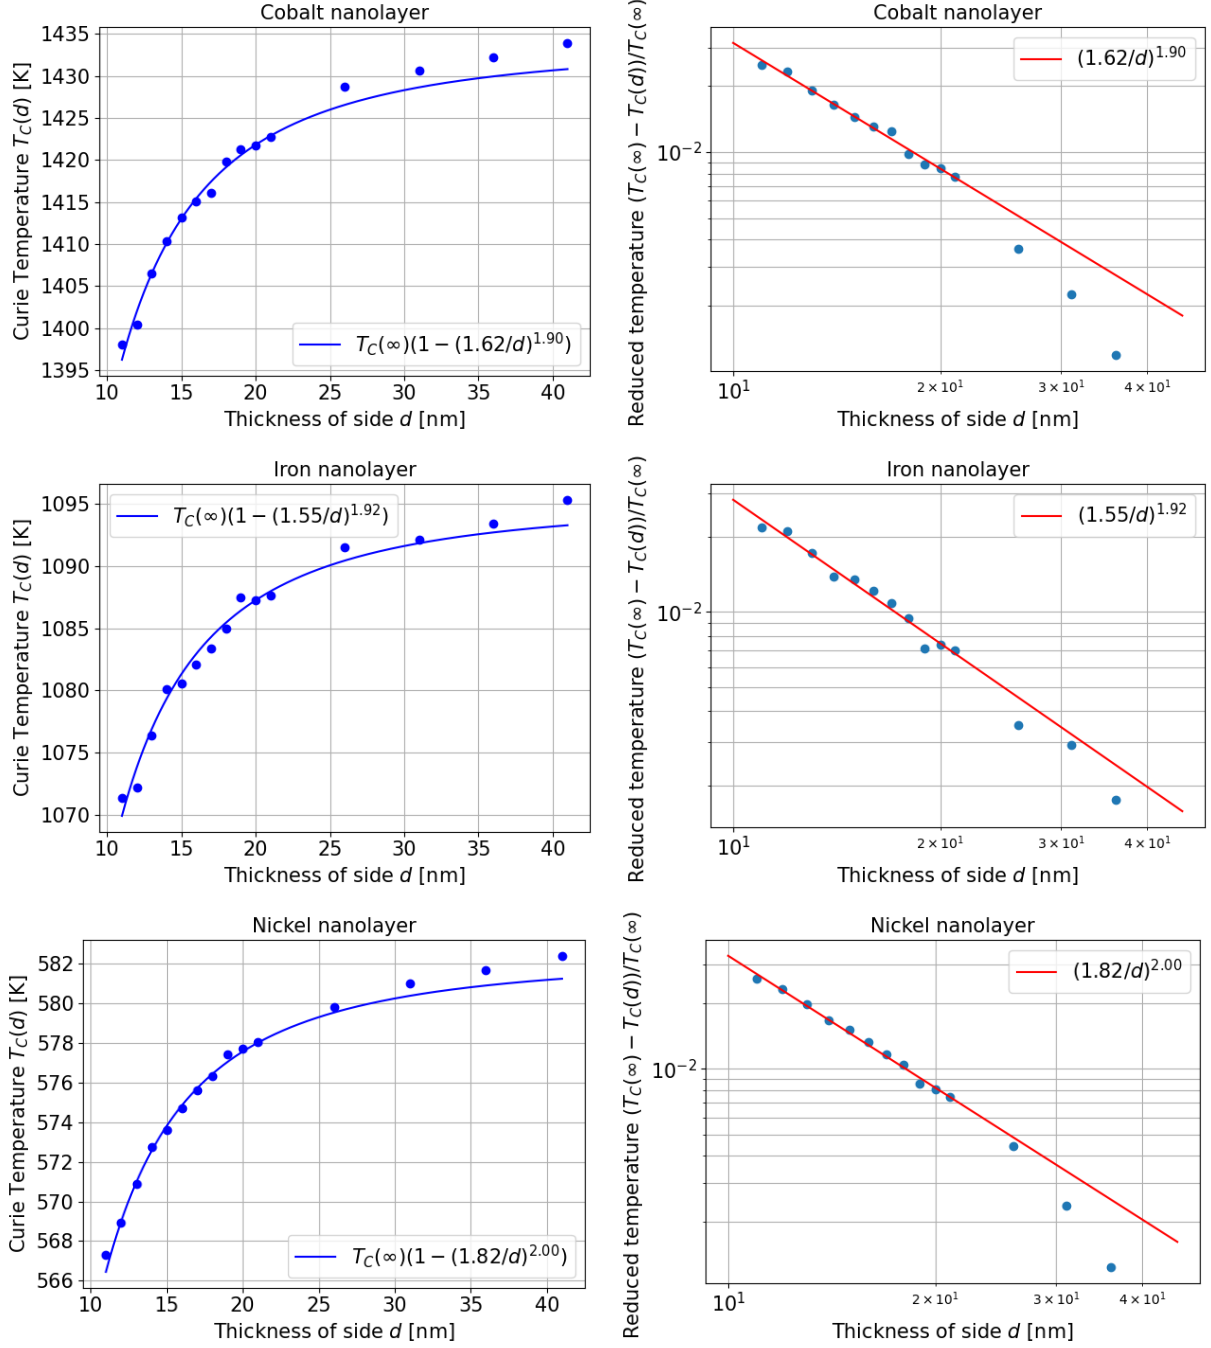 Cobalt nanolayer
Curie Temperature T_C(d) [K]
1435
1430
1425
1420
1415
1410
1405
1400
1395
10 15 20 25 30 35 40
Thickness of side d [nm]
T_C(∞)(1 − (1.62/d)^1.90)
Cobalt nanolayer
Reduced temperature (T_C(∞) − T_C(d))/T_C(∞)
(1.62/d)^1.90
10^−2
10^1 2 × 10^1 3 × 10^1 4 × 10^1
Thickness of side d [nm]
Iron nanolayer
Curie Temperature T_C(d) [K]
T_C(∞)(1 − (1.55/d)^1.92)
1095
1090
1085
1080
1075
1070
10 15 20 25 30 35 40
Thickness of side d [nm]
Iron nanolayer
Reduced temperature (T_C(∞) − T_C(d))/T_C(∞)
(1.55/d)^1.92
10^−2
10^1 2 × 10^1 3 × 10^1 4 × 10^1
Thickness of side d [nm]
Nickel nanolayer
Curie Temperature T_C(d) [K]
582
580
578
576
574
572
570
568
566
T_C(∞)(1 − (1.82/d)^2.00)
10 15 20 25 30 35 40
Thickness of side d [nm]
Nickel nanolayer
Reduced temperature (T_C(∞) − T_C(d))/T_C(∞)
(1.82/d)^2.00
10^−2
10^1 2 × 10^1 3 × 10^1 4 × 10^1
Thickness of side d [nm]